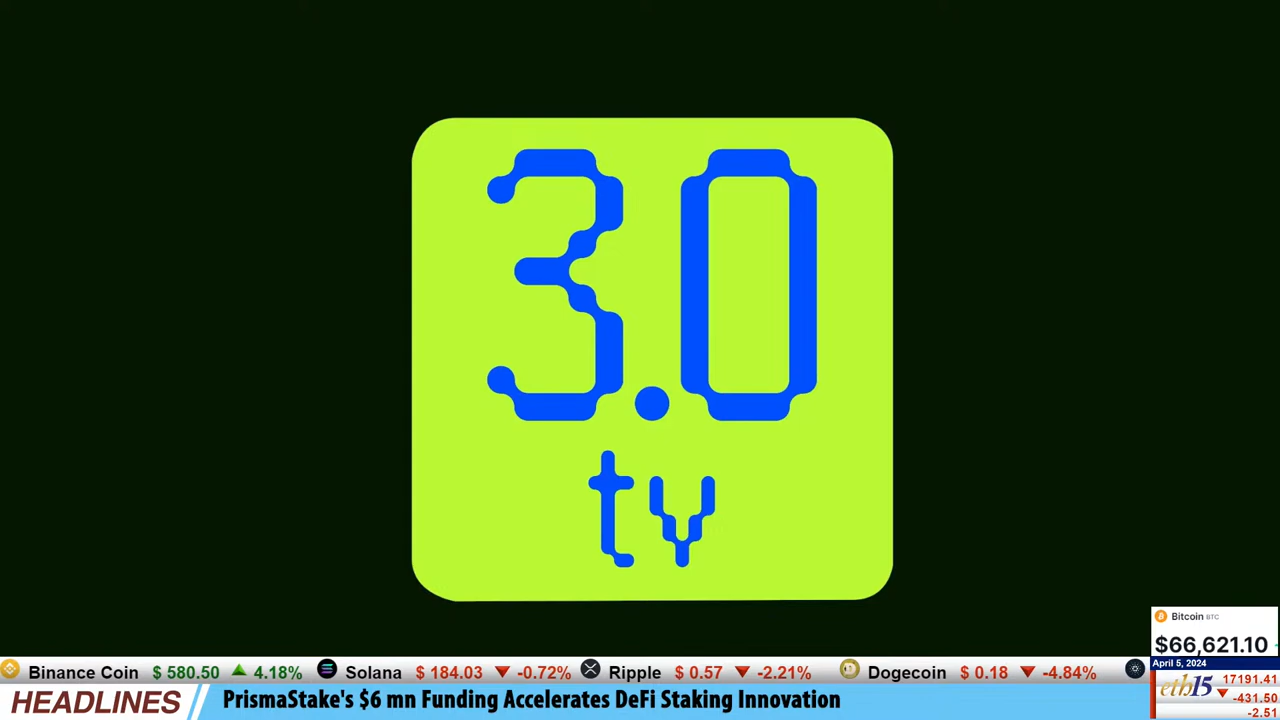 3.0
tv
Bitcoin BTC
$66,621.10
April 5, 2024
eth15
17191.41
-431.50
-2.51
Binance Coin $ 580.50 4.18% Solana $ 184.03 -0.72% Ripple $ 0.57 -2.21% Dogecoin $ 0.18 -4.84%
HEADLINES PrismaStake's $6 mn Funding Accelerates DeFi Staking Innovation